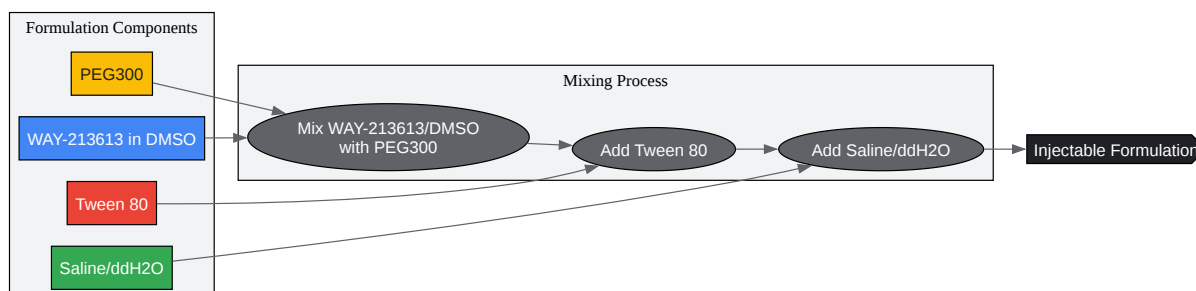 Formulation Components
PEG300
WAY-213613 in DMSO
Tween 80
Saline/ddH2O
Mixing Process
Mix WAY-213613/DMSO
with PEG300
Add Tween 80
Add Saline/ddH2O
Injectable Formulation